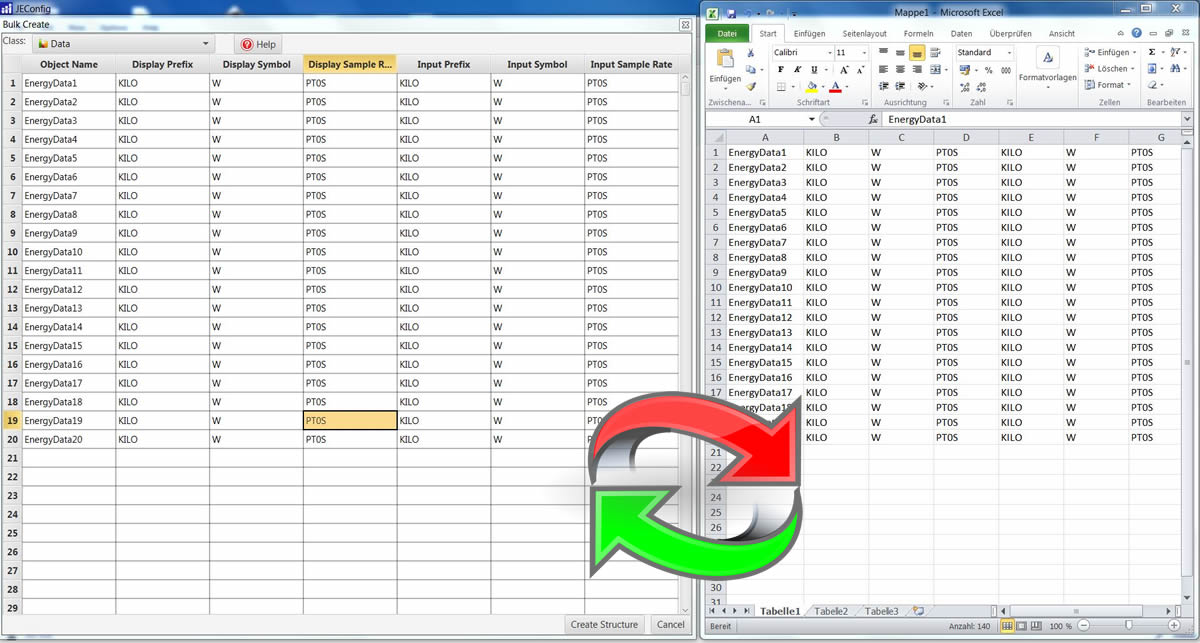 JEConfig
Bulk Create
Class: Data Help
Object Name Display Prefix Display Symbol Display Sample R... Input Prefix Input Symbol Input Sample Rate
1 EnergyData1 KILO W PT0S KILO W PT0S
2 EnergyData2 KILO W PT0S KILO W PT0S
3 EnergyData3 KILO W PT0S KILO W PT0S
4 EnergyData4 KILO W PT0S KILO W PT0S
5 EnergyData5 KILO W PT0S KILO W PT0S
6 EnergyData6 KILO W PT0S KILO W PT0S
7 EnergyData7 KILO W PT0S KILO W PT0S
8 EnergyData8 KILO W PT0S KILO W PT0S
9 EnergyData9 KILO W PT0S KILO W PT0S
10 EnergyData10 KILO W PT0S KILO W PT0S
11 EnergyData11 KILO W PT0S KILO W PT0S
12 EnergyData12 KILO W PT0S KILO W PT0S
13 EnergyData13 KILO W PT0S KILO W PT0S
14 EnergyData14 KILO W PT0S KILO W PT0S
15 EnergyData15 KILO W PT0S KILO W PT0S
16 EnergyData16 KILO W PT0S KILO W PT0S
17 EnergyData17 KILO W PT0S KILO W PT0S
18 EnergyData18 KILO W PT0S KILO W PT0S
19 EnergyData19 KILO W PT0S KILO W
20 EnergyData20 KILO W PT0S KILO W
21
22
23
24
25
26
27
28
29
Create Structure Cancel
Mappe1 - Microsoft Excel
Datei Start Einfügen Seitenlayout Formeln Daten Überprüfen Ansicht
Calibri 11 Standard Einfügen
Einfügen F K U Formatvorlagen Löschen
Format
Zwischena... Schriftart Ausrichtung Zahl Zellen Bearbeiten
A1 fx EnergyData1
A B C D E F G
1 EnergyData1 KILO W PT0S KILO W PT0S
2 EnergyData2 KILO W PT0S KILO W PT0S
3 EnergyData3 KILO W PT0S KILO W PT0S
4 EnergyData4 KILO W PT0S KILO W PT0S
5 EnergyData5 KILO W PT0S KILO W PT0S
6 EnergyData6 KILO W PT0S KILO W PT0S
7 EnergyData7 KILO W PT0S KILO W PT0S
8 EnergyData8 KILO W PT0S KILO W PT0S
9 EnergyData9 KILO W PT0S KILO W PT0S
10 EnergyData10 KILO W PT0S KILO W PT0S
11 EnergyData11 KILO W PT0S KILO W PT0S
12 EnergyData12 KILO W PT0S KILO W PT0S
13 EnergyData13 KILO W PT0S KILO W PT0S
14 EnergyData14 KILO W PT0S KILO W PT0S
15 EnergyData15 KILO W PT0S KILO W PT0S
16 EnergyData16 KILO W PT0S KILO W PT0S
17 EnergyData17 KILO W PT0S KILO W PT0S
KILO W PT0S KILO W PT0S
KILO W PT0S KILO W PT0S
KILO W PT0S KILO W PT0S
21
22
24
25
26
30
31
Tabelle1 Tabelle2 Tabelle3
Bereit Anzahl: 140 100 %